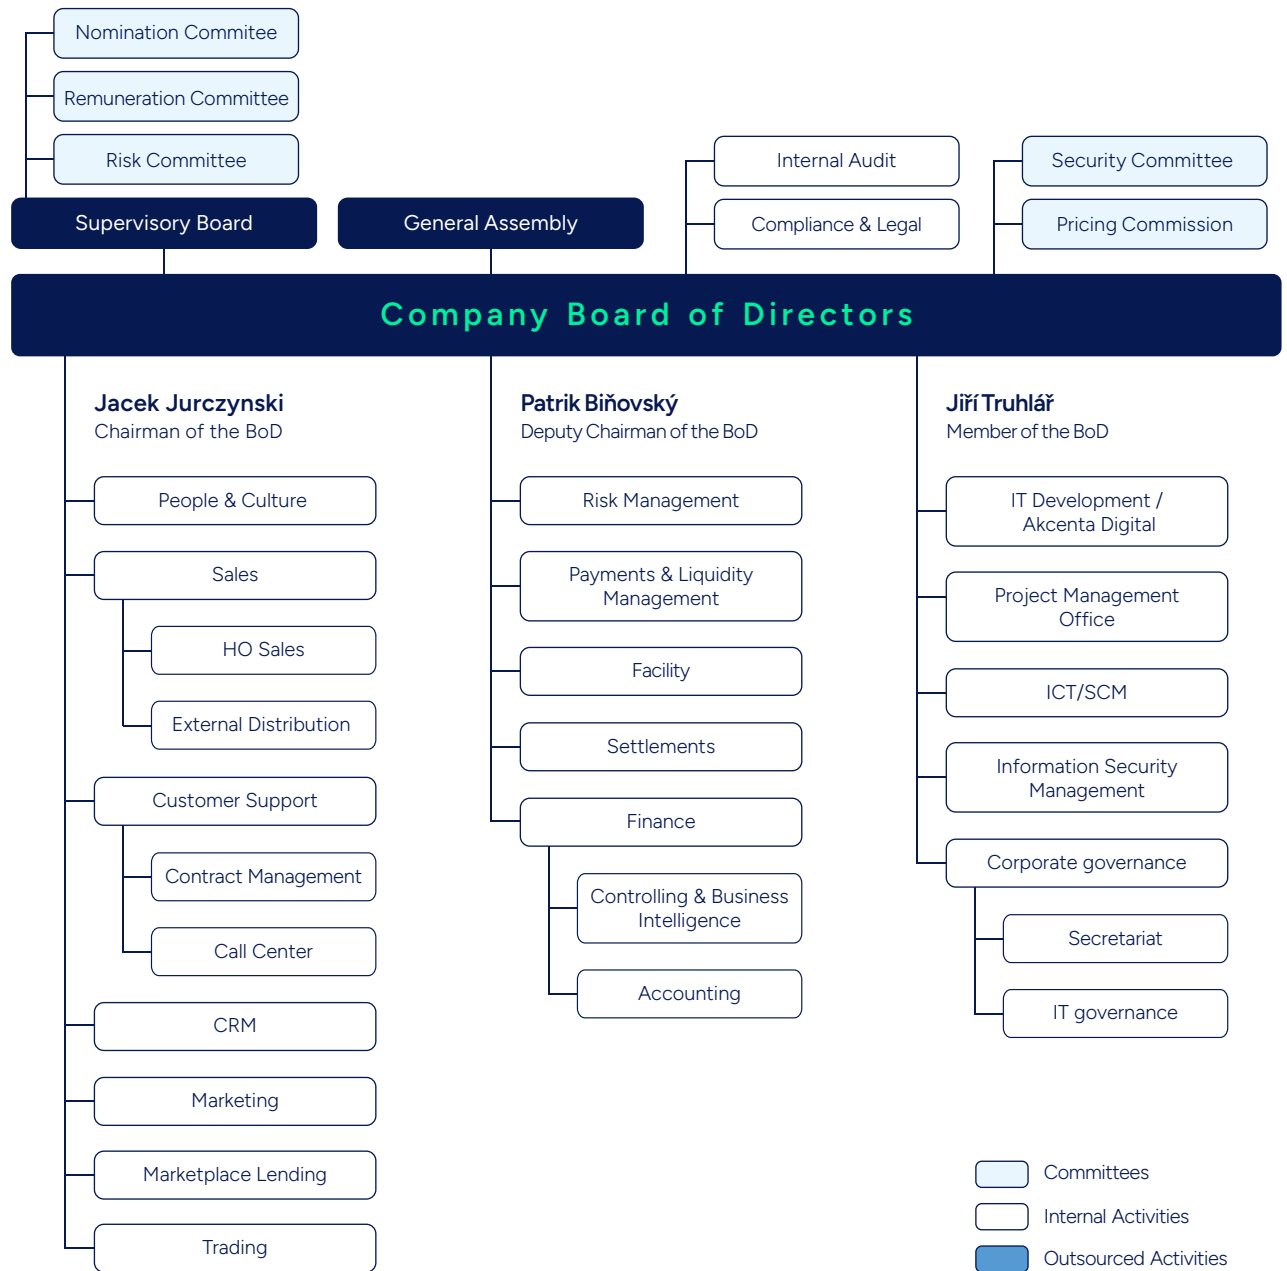 Nomination Commitee
Remuneration Committee
Risk Committee
Supervisory Board
General Assembly
Internal Audit
Compliance & Legal
Security Committee
Pricing Commission
Company Board of Directors
Jacek Jurczynski
Chairman of the BoD
People & Culture
Sales
HO Sales
External Distribution
Customer Support
Contract Management
Call Center
CRM
Marketing
Marketplace Lending
Trading
Patrik Biňovský
Deputy Chairman of the BoD
Risk Management
Payments & Liquidity
Management
Facility
Settlements
Finance
Controlling & Business
Intelligence
Accounting
Jiří Truhlář
Member of the BoD
IT Development /
Akcenta Digital
Project Management
Office
ICT/SCM
Information Security
Management
Corporate governance
Secretariat
IT governance
Committees
Internal Activities
Outsourced Activities